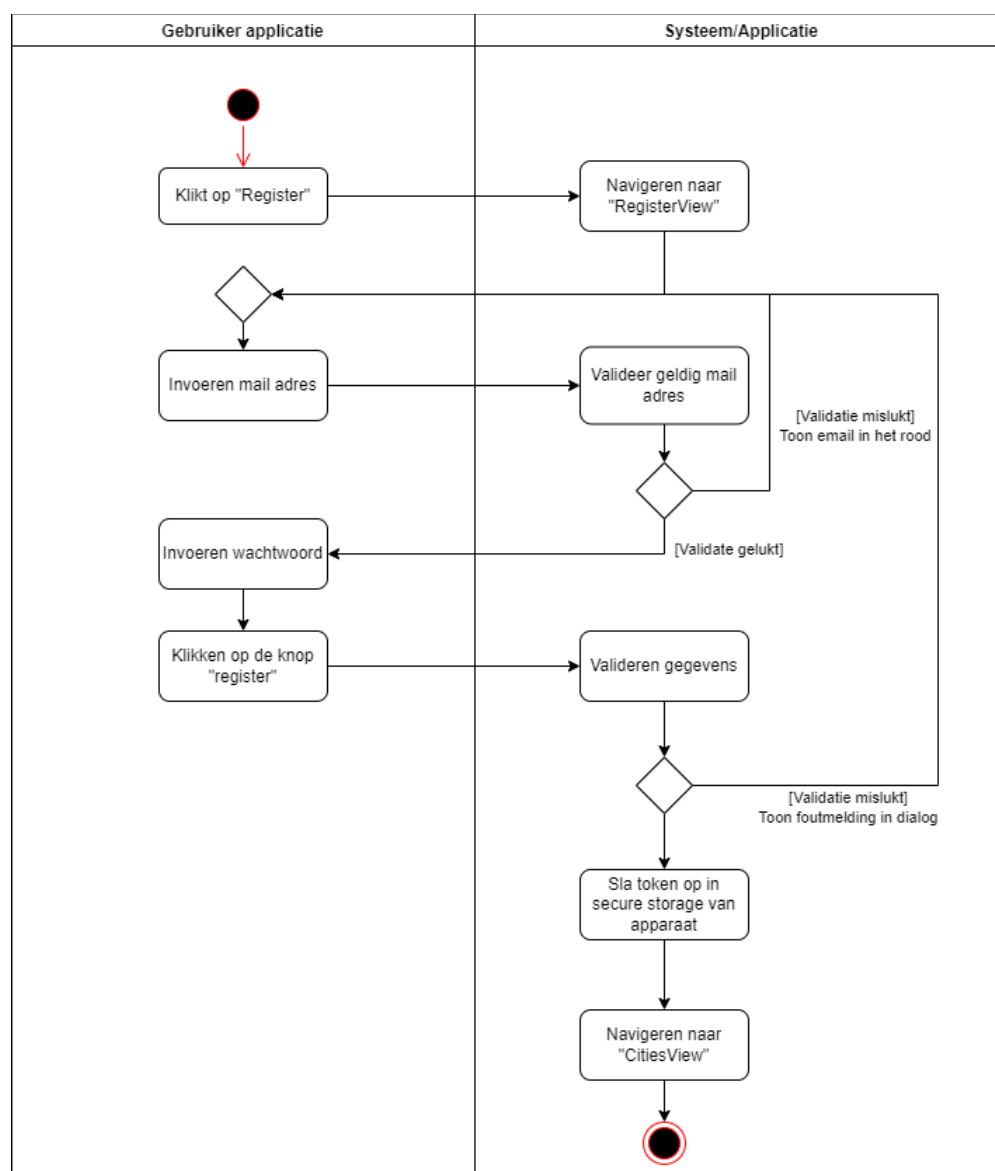 Gebruiker applicatie
Systeem/Applicatie
Klikt op "Register"
Navigeren naar
"RegisterView"
Invoeren mail adres
Valideer geldig mail
adres
[Validatie mislukt]
Toon email in het rood
Invoeren wachtwoord
[Validate gelukt]
Klikken op de knop
"register"
Valideren gegevens
[Validatie mislukt]
Toon foutmelding in dialog
Sla token op in
secure storage van
apparaat
Navigeren naar
"CitiesView"